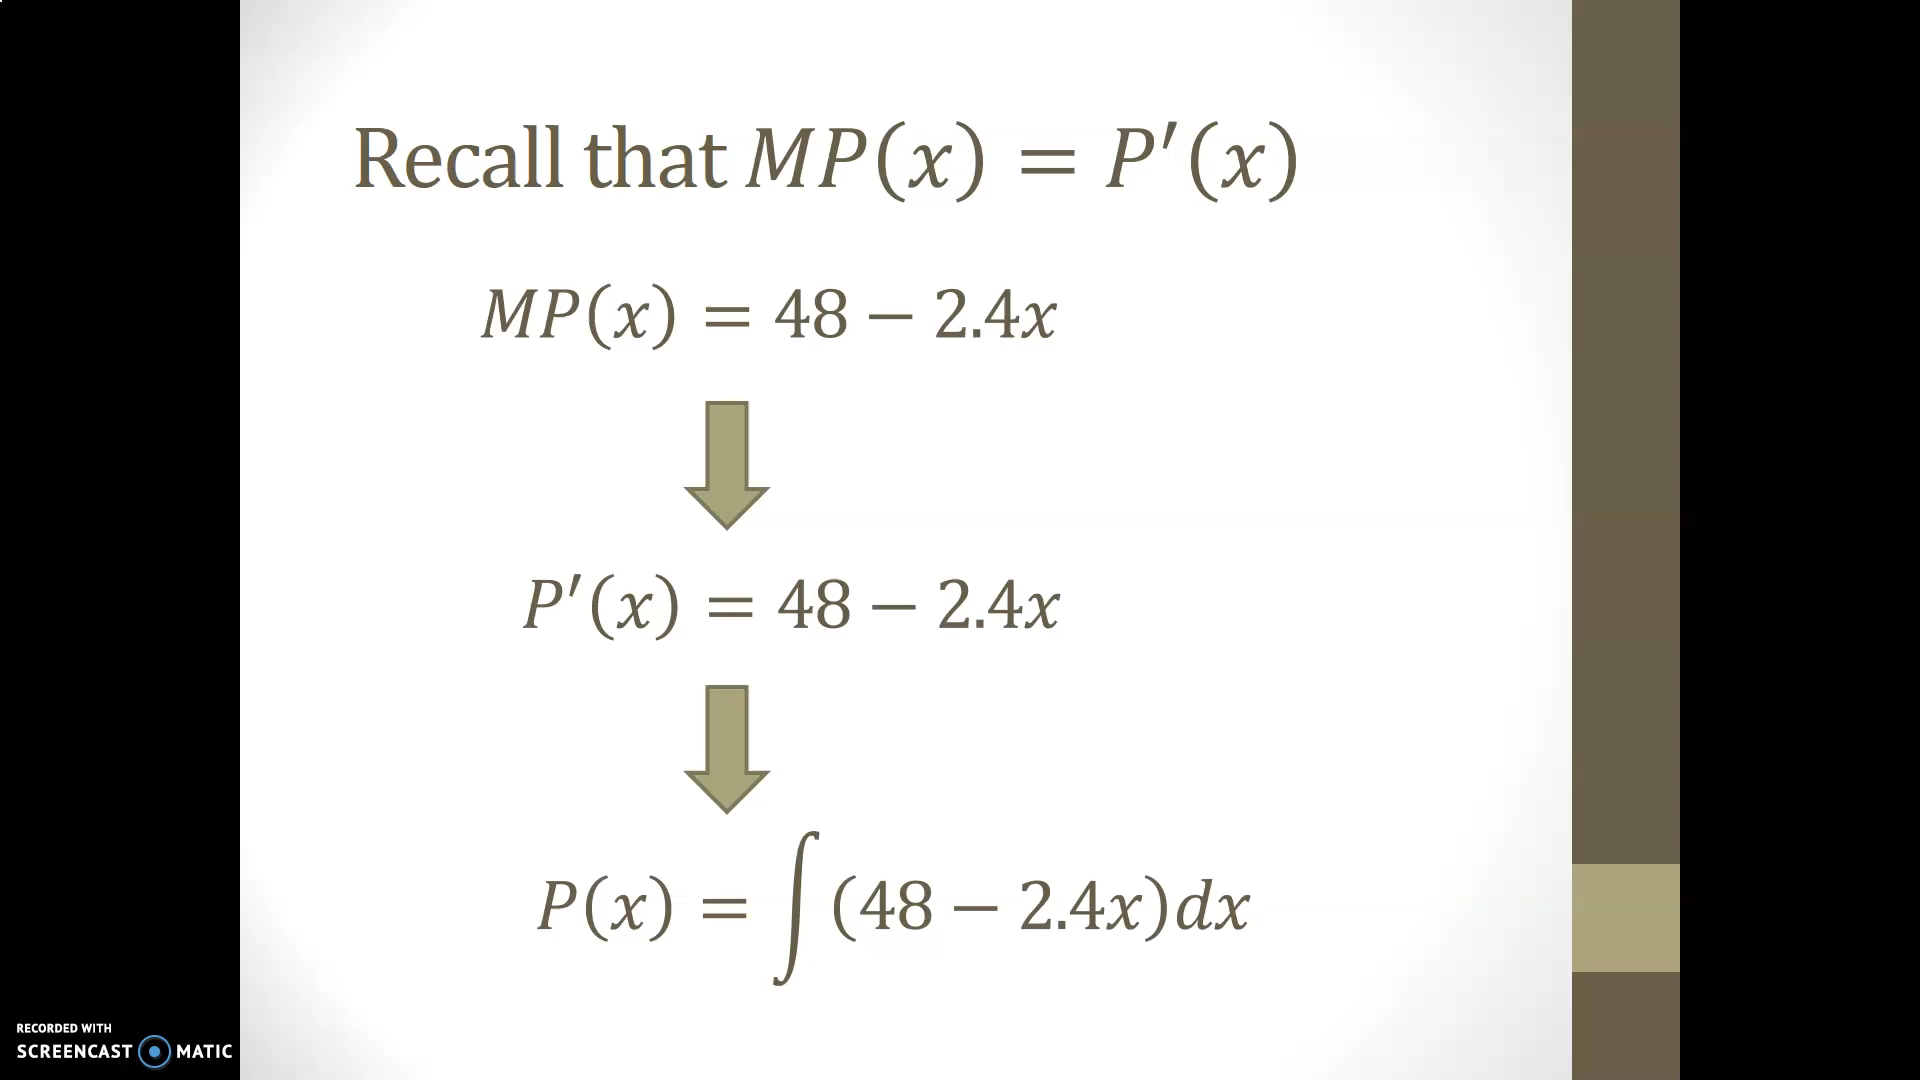 Recall that MP(x) = P′(x)
MP(x) = 48 − 2.4x
P′(x) = 48 − 2.4x
P(x) = ∫(48 − 2.4x)dx
RECORDED WITH
SCREENCAST MATIC